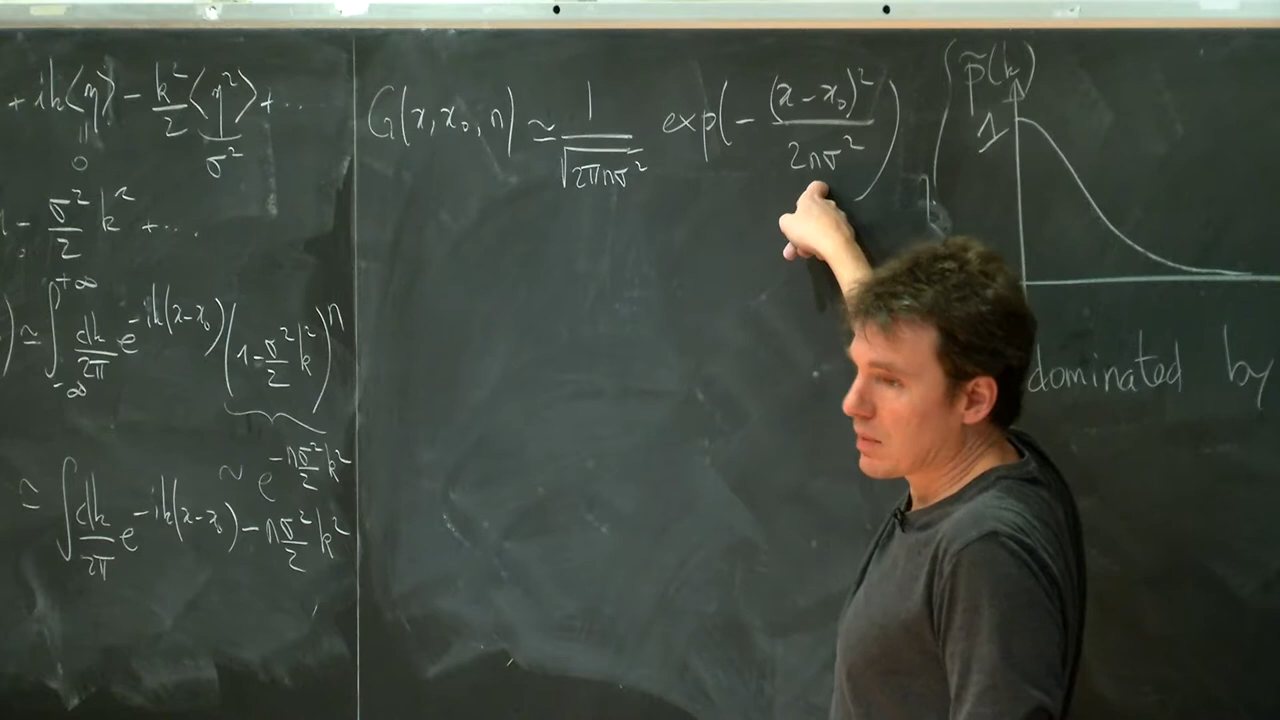 + ik⟨η⟩ − k²/2 ⟨η²⟩ + ...
|| 0
σ²
1 − σ²/2 k² + ...
) ≃ ∫_{-∞}^{+∞} dk/2π e^{-ik(x-x₀)} (1 − σ²/2 k²)ⁿ
≃ e^{-nσ²/2 k²}
≃ ∫ dk/2π e^{-ik(x-x₀) − nσ²/2 k²}
G(x, x₀, n) ≃ 1/√(2πnσ²) exp(− (x − x₀)²/2nσ²)
p̃(k)
1
dominated by